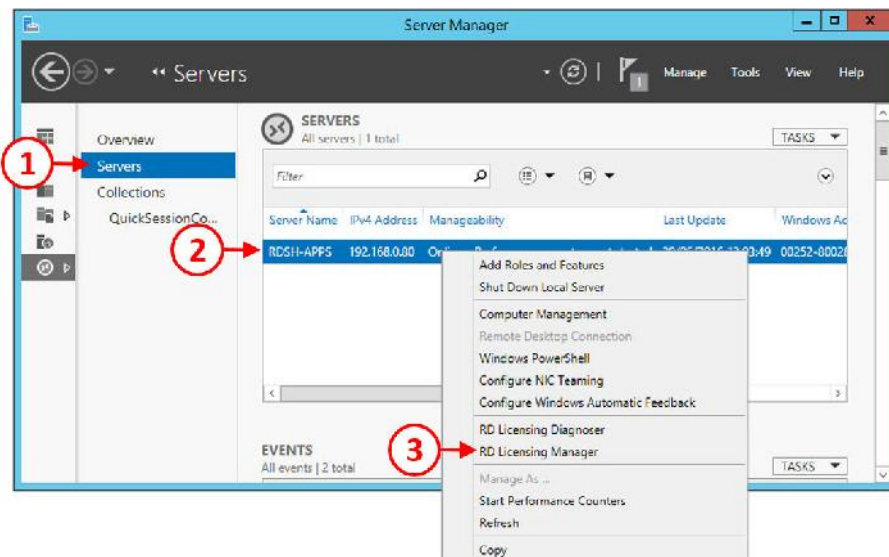 Server Manager
Servers
1
Manage Tools View Help
Overview
Servers
Collections
QuickSessionCo...
SERVERS
All servers | 1 total
TASKS
Filter
Server Name IPv4 Address Manageability Last Update Windows Ac
RDSH-APPS 192.168.0.80
00252-80028
Add Roles and Features
Shut Down Local Server
Computer Management
Remote Desktop Connection
Windows PowerShell
Configure NIC Teaming
Configure Windows Automatic Feedback
RD Licensing Diagnoser
RD Licensing Manager
Manage As ...
Start Performance Counters
Refresh
Copy
EVENTS
All events | 2 total
TASKS
1
2
3